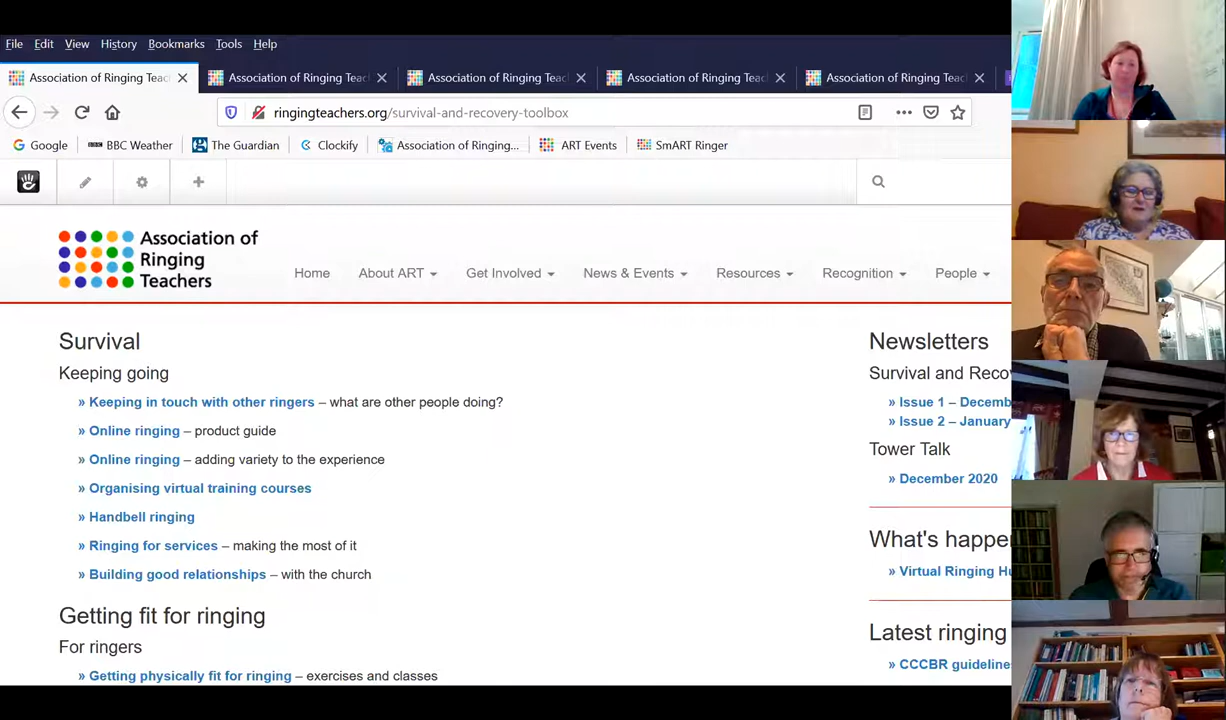 File Edit View History Bookmarks Tools Help
Association of Ringing Teac Association of Ringing Teac Association of Ringing Teac Association of Ringing Teac Association of Ringing Teac
ringingteachers.org/survival-and-recovery-toolbox
Google BBC Weather The Guardian Clockify Association of Ringing... ART Events SmART Ringer
Association of
Ringing
Teachers
Home About ART Get Involved News & Events Resources Recognition People
Survival
Keeping going
» Keeping in touch with other ringers – what are other people doing?
» Online ringing – product guide
» Online ringing – adding variety to the experience
» Organising virtual training courses
» Handbell ringing
» Ringing for services – making the most of it
» Building good relationships – with the church
Getting fit for ringing
For ringers
» Getting physically fit for ringing – exercises and classes
Newsletters
Survival and Reco
» Issue 1 – Decemb
» Issue 2 – January
Tower Talk
» December 2020
What's happen
» Virtual Ringing Hu
Latest ringing
» CCCBR guideline